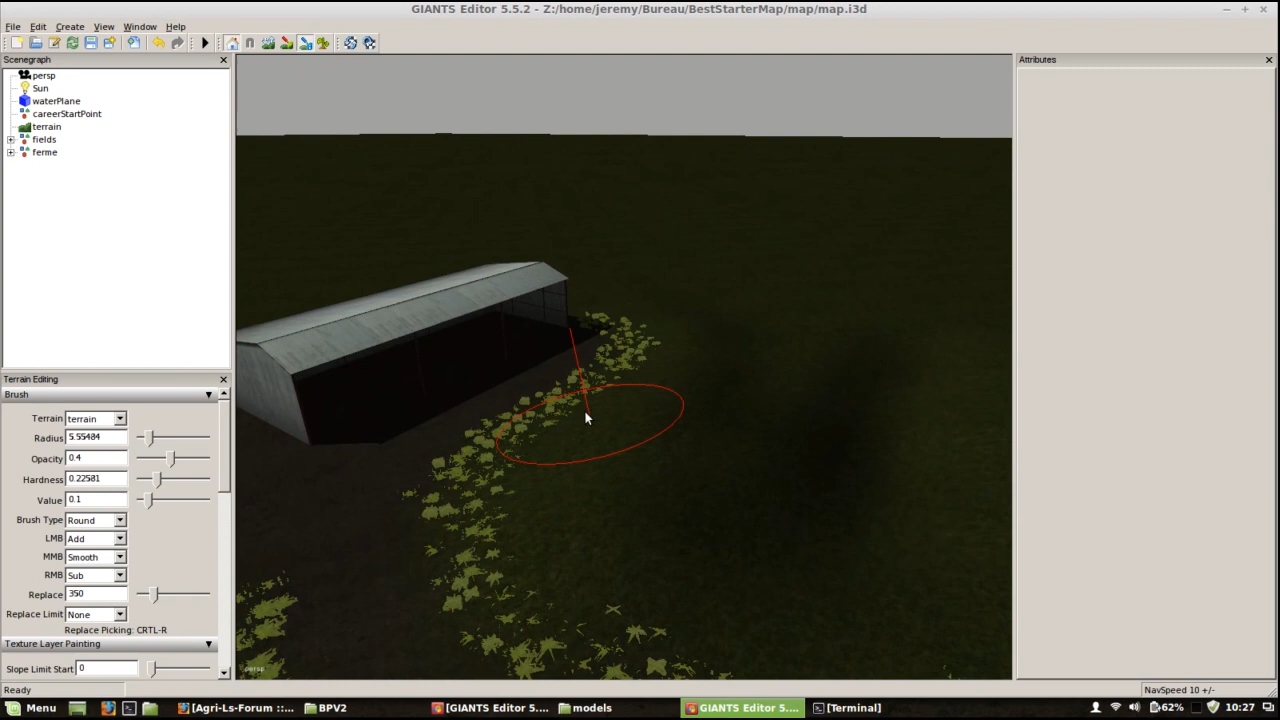 GIANTS Editor 5.5.2 - Z:/home/jeremy/Bureau/BestStarterMap/map/map.i3d
File Edit Create View Window Help
Scenegraph
persp
Sun
waterPlane
careerStartPoint
terrain
fields
ferme
Terrain Editing
Brush
Terrain terrain
Radius 5.55484
Opacity 0.4
Hardness 0.22581
Value 0.1
Brush Type Round
LMB Add
MMB Smooth
RMB Sub
Replace 350
Replace Limit None
Replace Picking: CRTL-R
Texture Layer Painting
Slope Limit Start 0
persp
Attributes
Ready
NavSpeed 10 +/-
Menu [Agri-Ls-Forum ::... BPV2 [GIANTS Editor 5.... models GIANTS Editor 5.... [Terminal] 62% 10:27